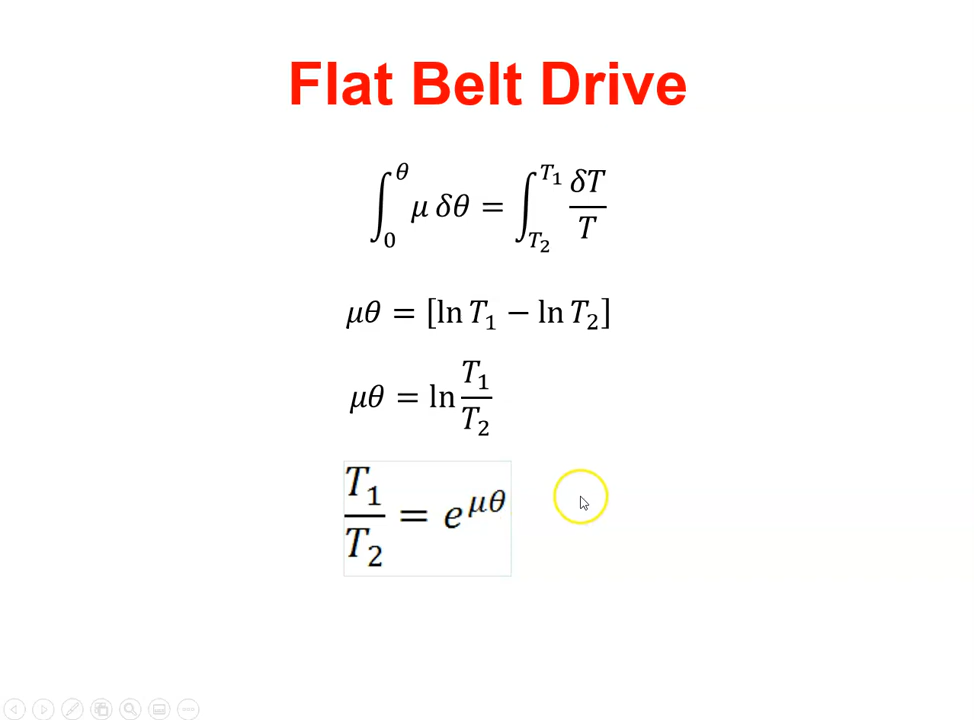 Flat Belt Drive
∫₀^θ μ δθ = ∫_{T₂}^{T₁} δT/T
μθ = [ln T₁ − ln T₂]
μθ = ln T₁/T₂
T₁/T₂ = e^{μθ}